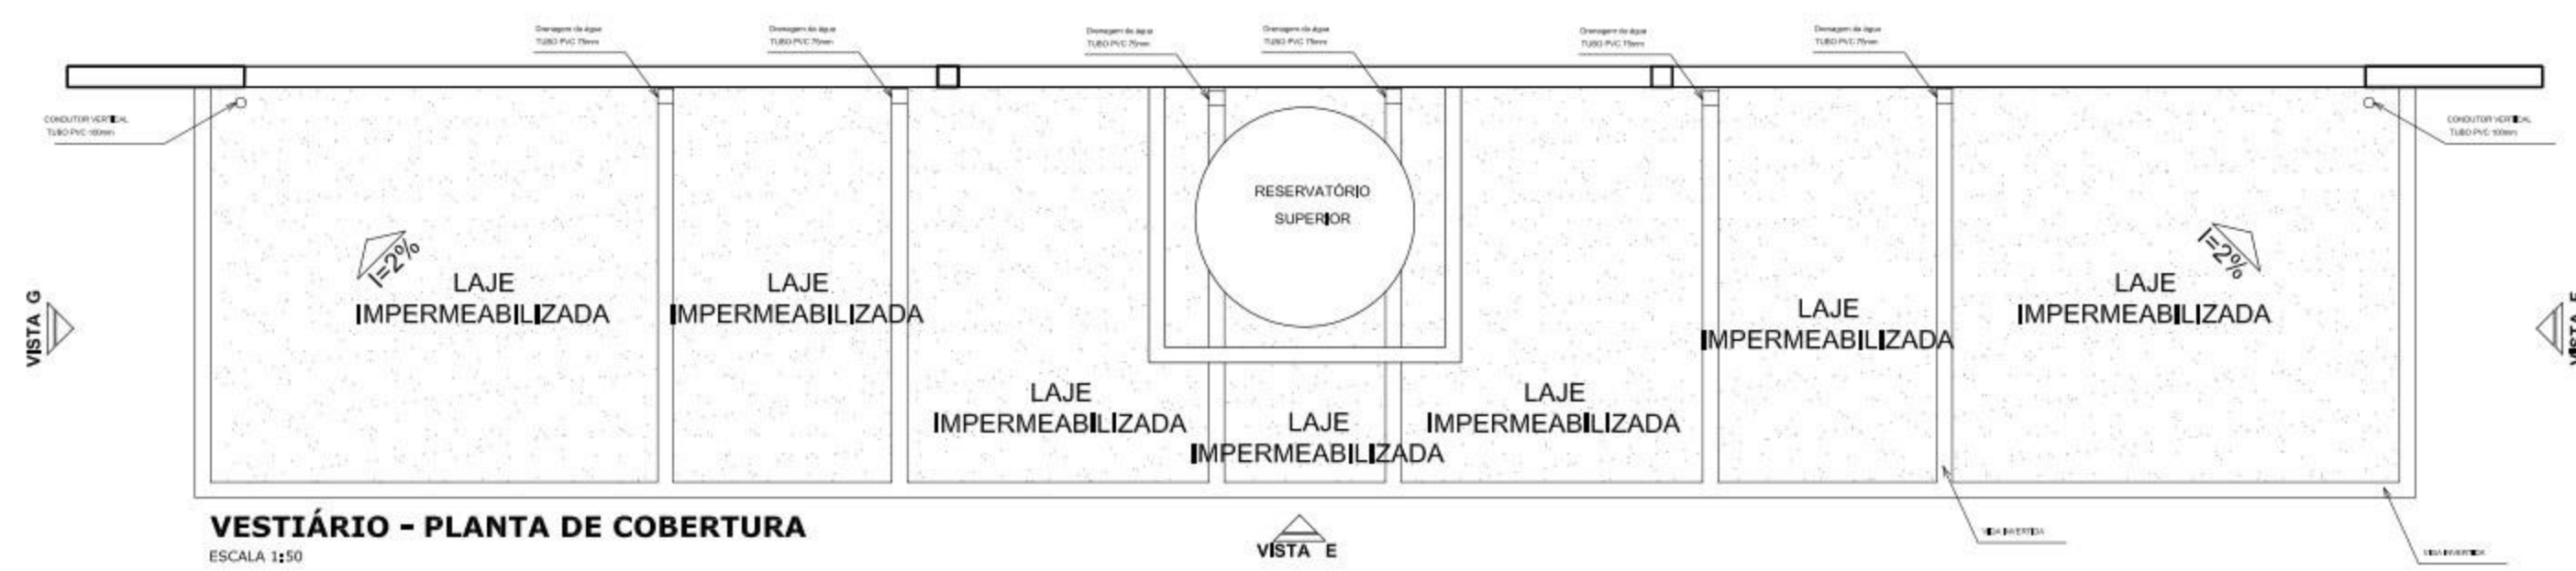 Drenagem da água
TUBO PVC 75mm
Drenagem da água
TUBO PVC 75mm
Drenagem da água
TUBO PVC 75mm
Drenagem da água
TUBO PVC 75mm
Drenagem da água
TUBO PVC 75mm
Drenagem da água
TUBO PVC 75mm
CONDUTOR VERTICAL
TUBO PVC 100mm
CONDUTOR VERTICAL
TUBO PVC 100mm
RESERVATÓRIO
SUPERIOR
I=2%
I=2%
LAJE
IMPERMEABILIZADA
LAJE
IMPERMEABILIZADA
LAJE
IMPERMEABILIZADA
LAJE
IMPERMEABILIZADA
LAJE
IMPERMEABILIZADA
LAJE
IMPERMEABILIZADA
LAJE
IMPERMEABILIZADA
VISTA G
VISTA
VESTIÁRIO - PLANTA DE COBERTURA
ESCALA 1:50
VISTA E
VIGA INVERTIDA
VIGA INVERTIDA